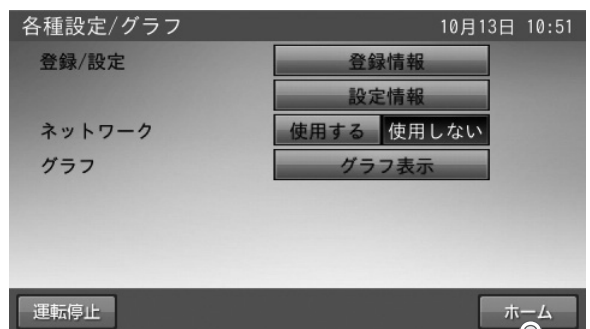 各種設定/グラフ 10月13日 10:51
登録/設定 登録情報
設定情報
ネットワーク 使用する 使用しない
グラフ グラフ表示
運転停止 ホーム